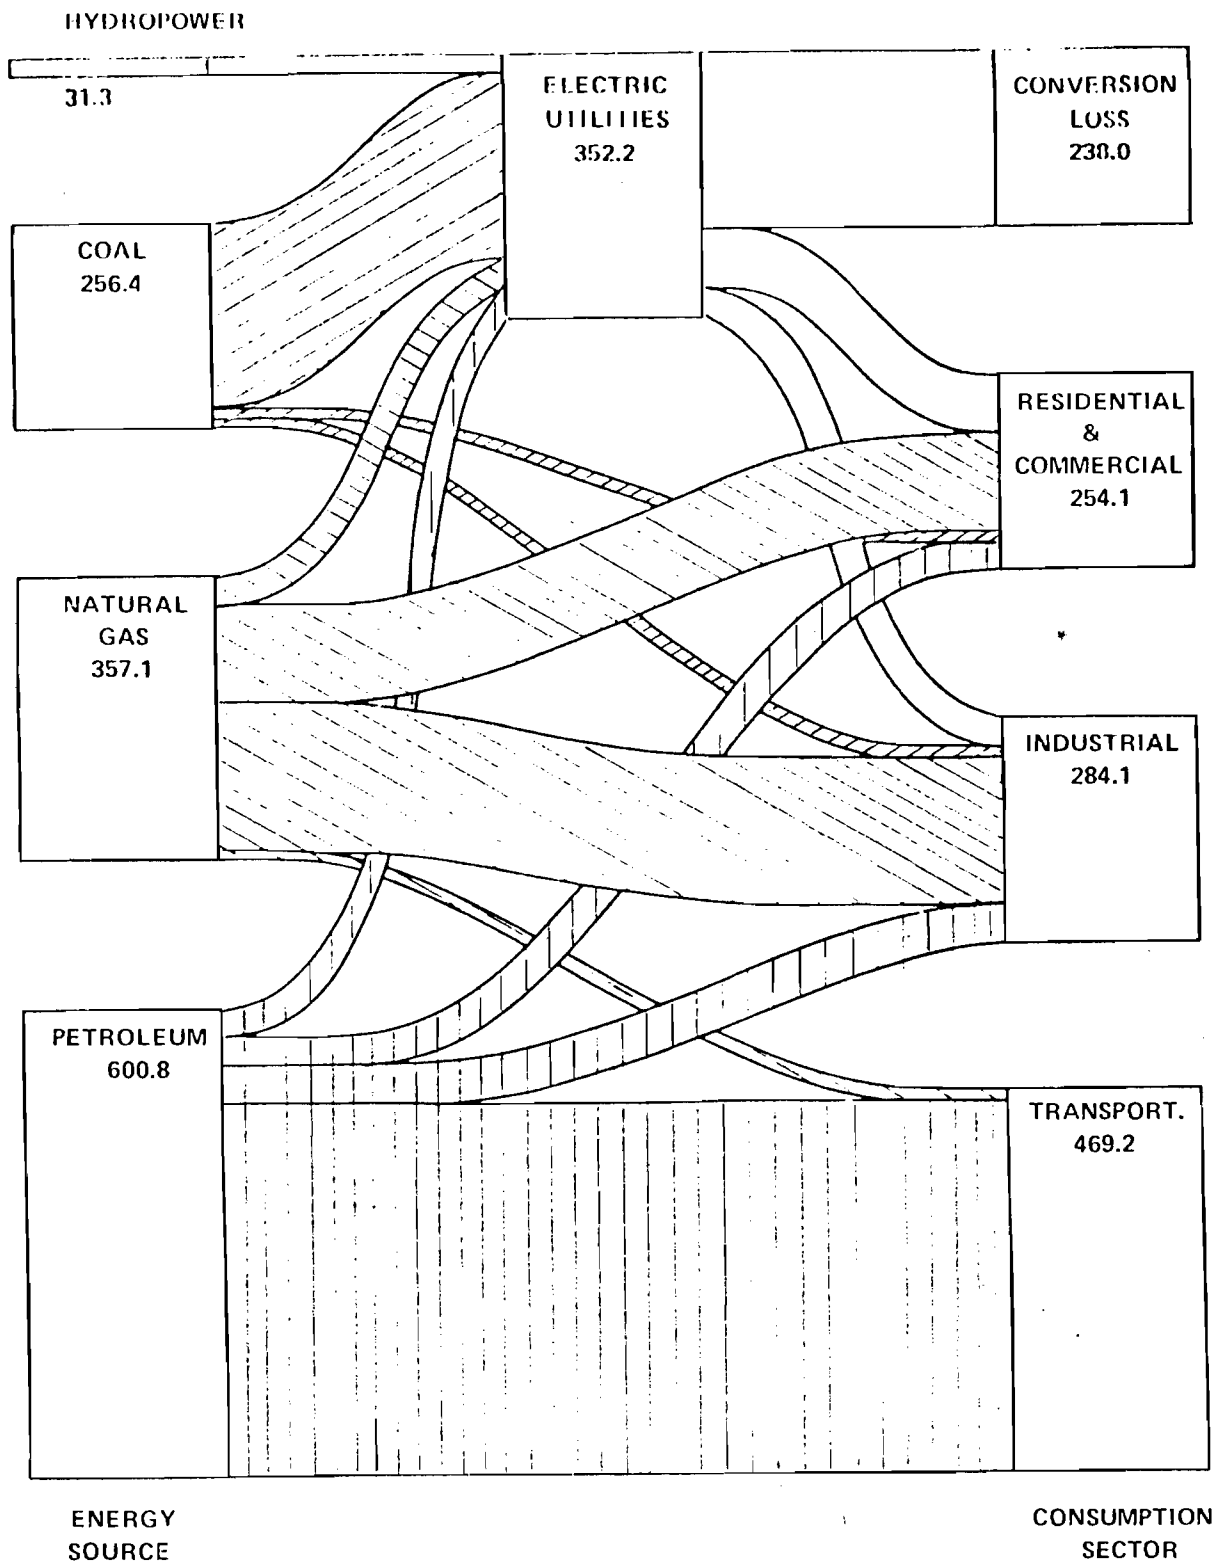 HYDROPOWER
31.3
ELECTRIC
UTILITIES
352.2
CONVERSION
LOSS
238.0
COAL
256.4
RESIDENTIAL
&
COMMERCIAL
254.1
NATURAL
GAS
357.1
INDUSTRIAL
284.1
PETROLEUM
600.8
TRANSPORT.
469.2
ENERGY
SOURCE
CONSUMPTION
SECTOR